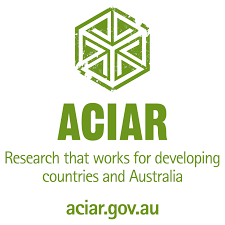 ACIAR
Research that works for developing
countries and Australia
aciar.gov.au